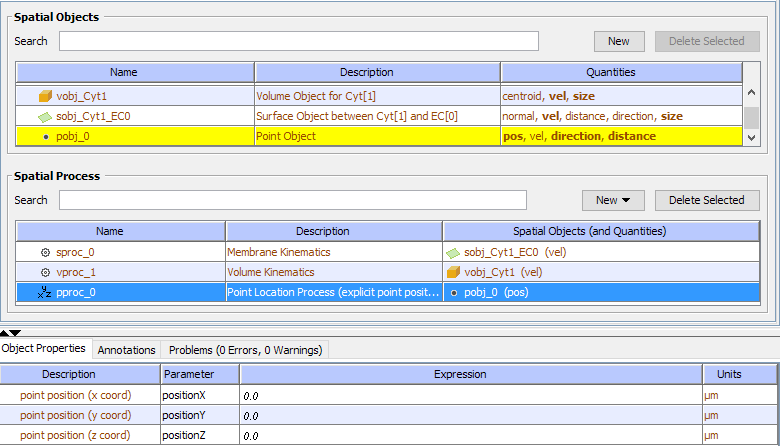 Spatial Objects
Search New Delete Selected
Name Description Quantities
vobj_Cyt1 Volume Object for Cyt[1] centroid, vel, size
sobj_Cyt1_EC0 Surface Object between Cyt[1] and EC[0] normal, vel, distance, direction, size
pobj_0 Point Object pos, vel, direction, distance
Spatial Process
Search New Delete Selected
Name Description Spatial Objects (and Quantities)
sproc_0 Membrane Kinematics sobj_Cyt1_EC0 (vel)
vproc_1 Volume Kinematics vobj_Cyt1 (vel)
pproc_0 Point Location Process (explicit point posit... pobj_0 (pos)
Object Properties Annotations Problems (0 Errors, 0 Warnings)
Description Parameter Expression Units
point position (x coord) positionX 0.0 μm
point position (y coord) positionY 0.0 μm
point position (z coord) positionZ 0.0 μm